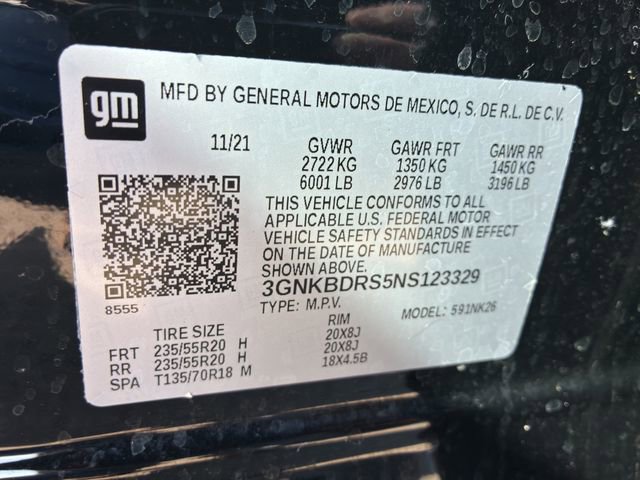 gm
MFD BY GENERAL MOTORS DE MEXICO, S. DE R.L. DE C.V.
11/21 GVWR GAWR FRT GAWR RR
2722 KG 1350 KG 1450 KG
6001 LB 2976 LB 3196 LB
THIS VEHICLE CONFORMS TO ALL
APPLICABLE U.S. FEDERAL MOTOR
VEHICLE SAFETY STANDARDS IN EFFECT
ON THE DATE OF MANUFACTURE
SHOWN ABOVE.
3GNKBDRS5NS123329
8555 TYPE: M.P.V. MODEL: 591NK26
TIRE SIZE RIM
FRT 235/55R20 H 20X8J
RR 235/55R20 H 20X8J
SPA T135/70R18 M 18X4.5B